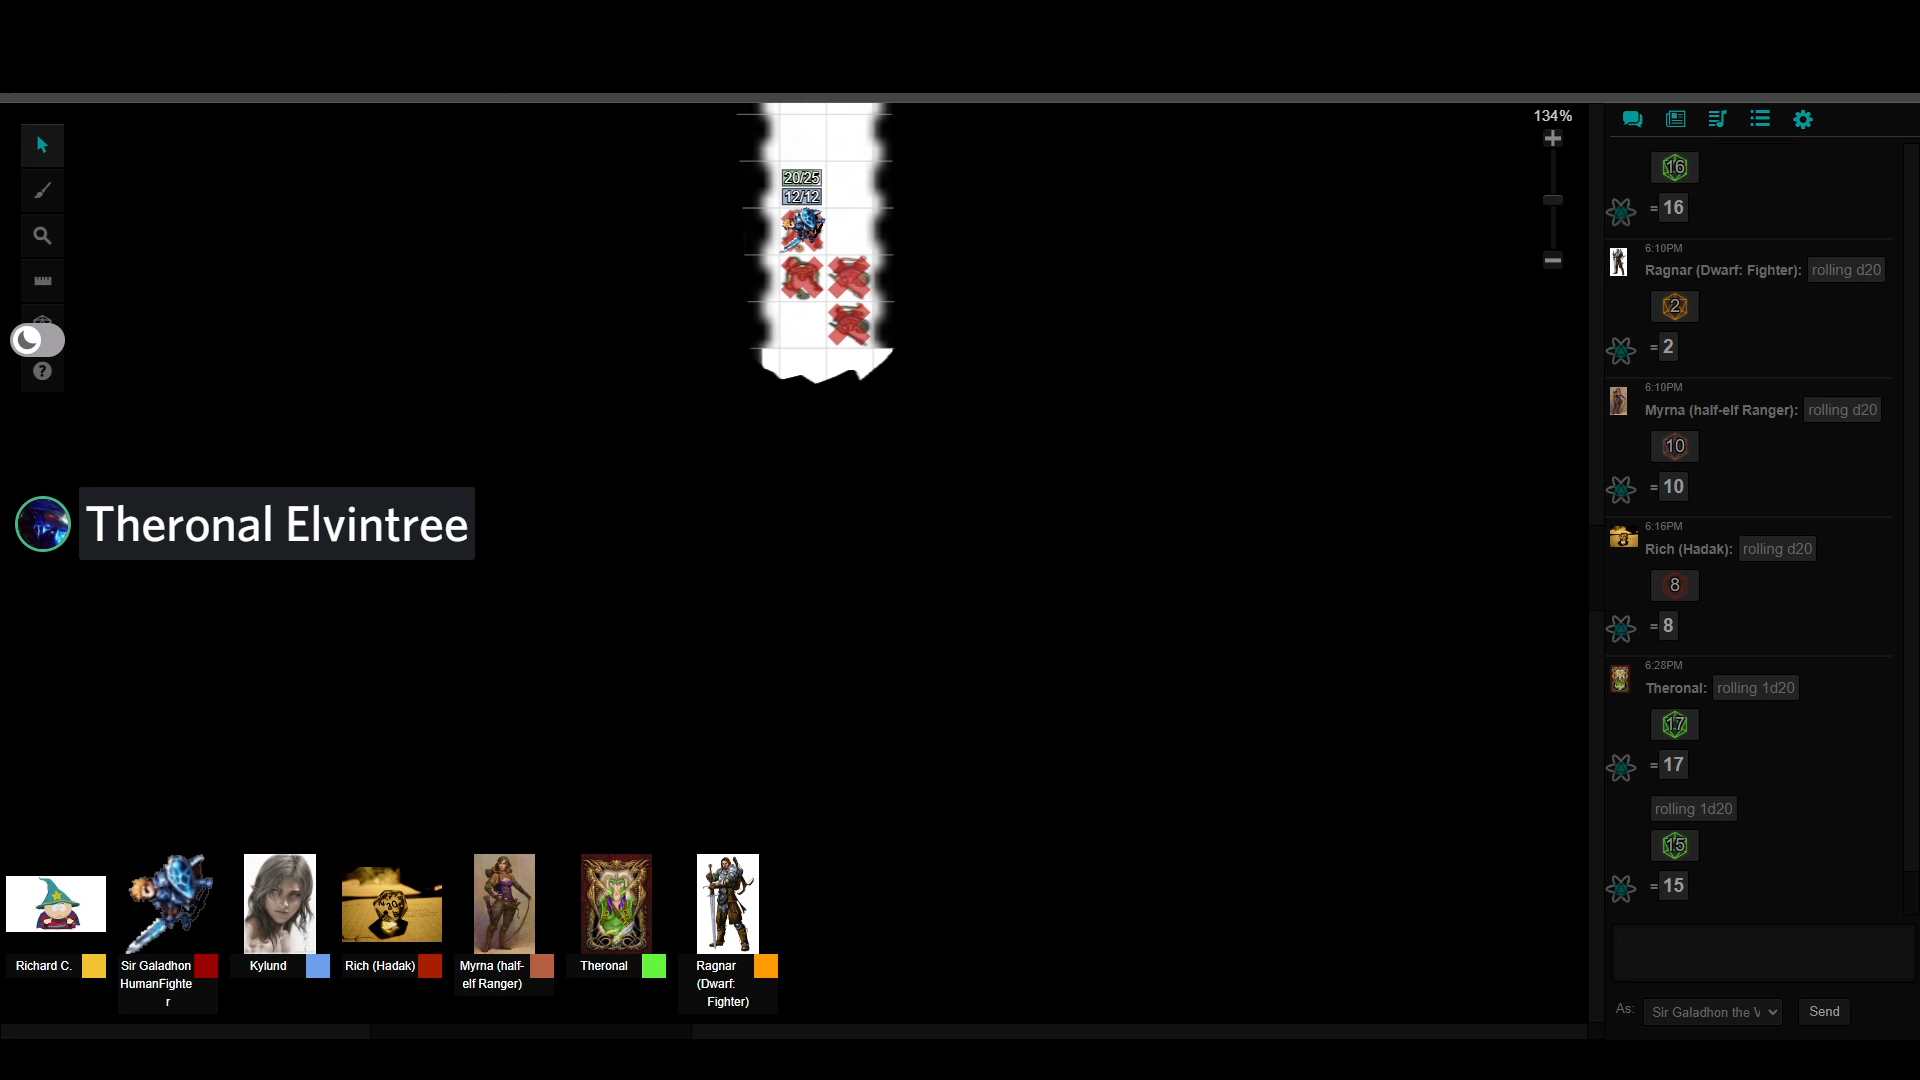 134%
20/25
12/12
Theronal Elvintree
?
Richard C.
Sir Galadhon
HumanFighte
r
Kylund
Rich (Hadak)
Myrna (half-
elf Ranger)
Theronal
Ragnar
(Dwarf:
Fighter)
16
= 16
6:10PM
Ragnar (Dwarf: Fighter): rolling d20
2
= 2
6:10PM
Myrna (half-elf Ranger): rolling d20
10
= 10
6:16PM
Rich (Hadak): rolling d20
8
= 8
6:28PM
Theronal: rolling 1d20
17
= 17
rolling 1d20
15
= 15
As: Sir Galadhon the V
Send